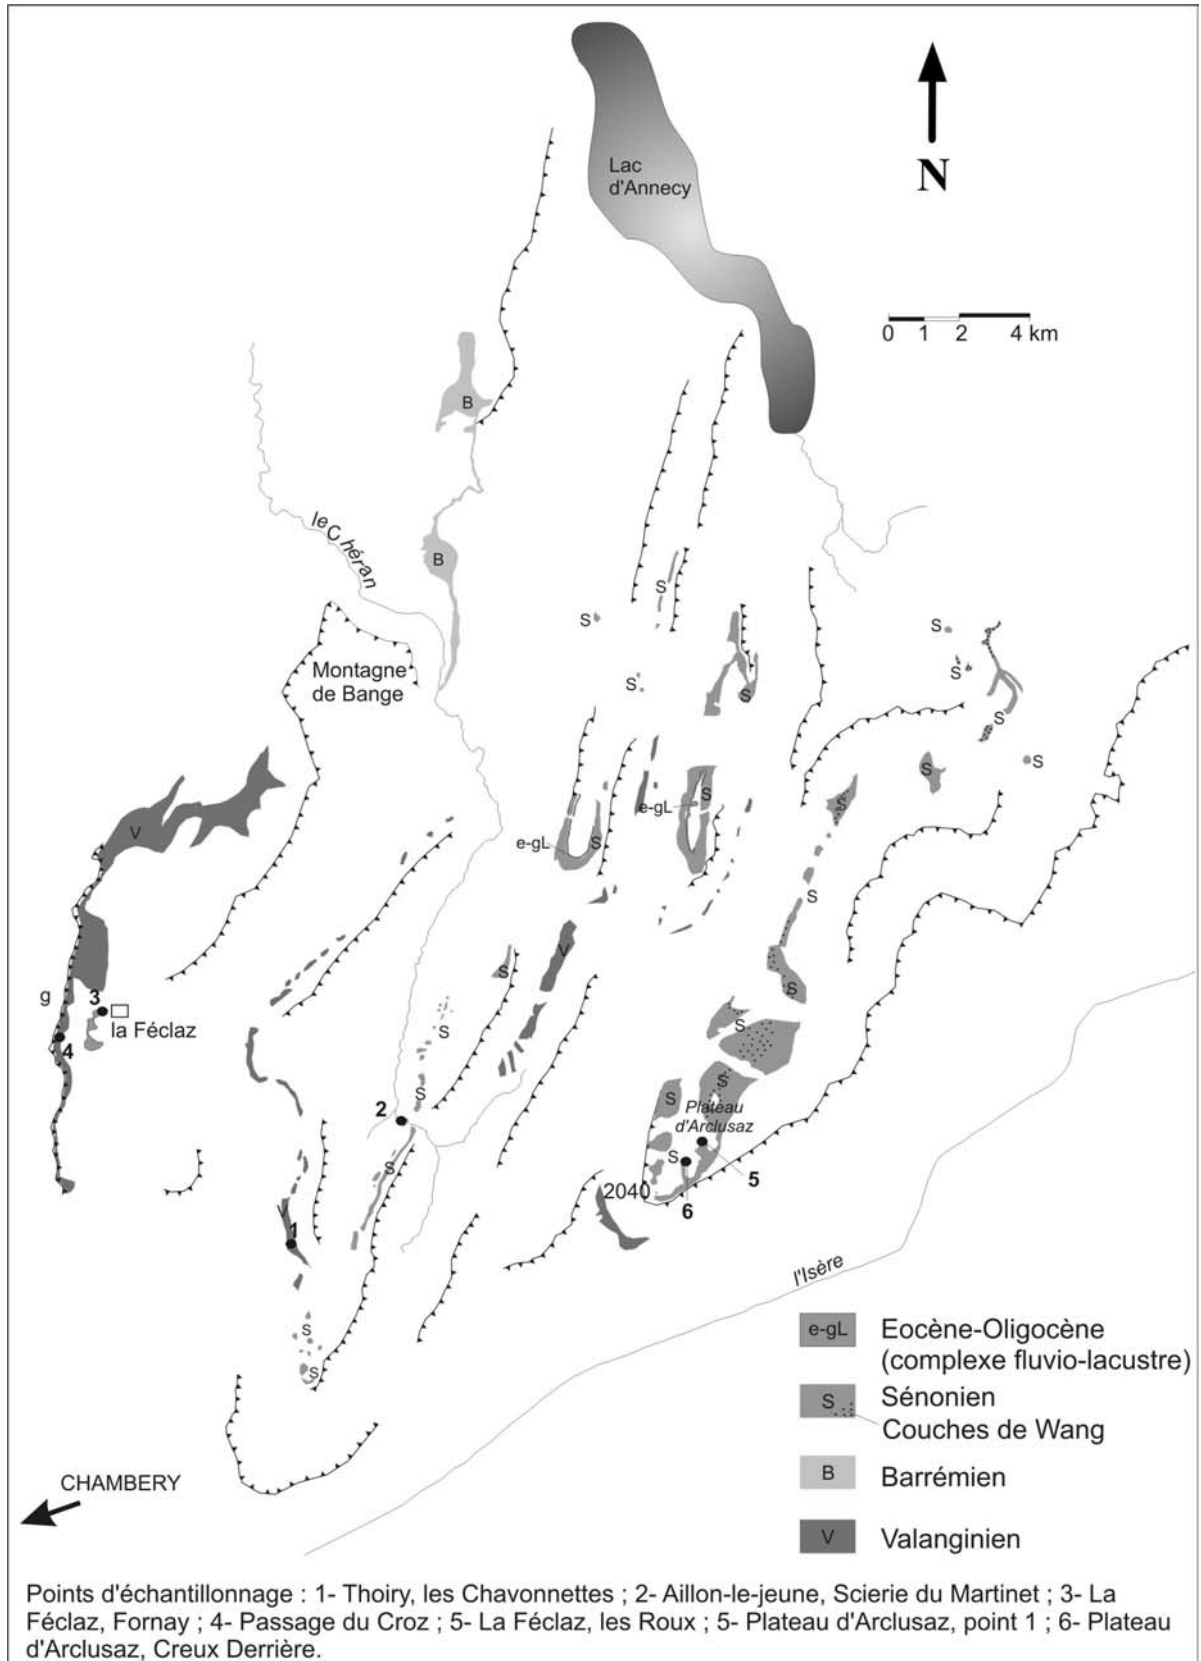 Lac
d'Annecy
N
0 1 2 4 km
B
le Chéran
B
S
S
S
S
Montagne
de Bange
S
S
S
S
S
S
e-gL
S
V
e-gL
S
S
V
S
S
g
3
la Féclaz
S
S
4
S
S
S
2
Plateau
d'Arclusaz
S
S
5
2040
6
V
1
l'Isère
S
S
CHAMBERY
e-gL Eocène-Oligocène
(complexe fluvio-lacustre)
S Sénonien
Couches de Wang
B Barrémien
V Valanginien
Points d'échantillonnage : 1- Thoiry, les Chavonnettes ; 2- Aillon-le-jeune, Scierie du Martinet ; 3- La
Féclaz, Fornay ; 4- Passage du Croz ; 5- La Féclaz, les Roux ; 5- Plateau d'Arclusaz, point 1 ; 6- Plateau
d'Arclusaz, Creux Derrière.